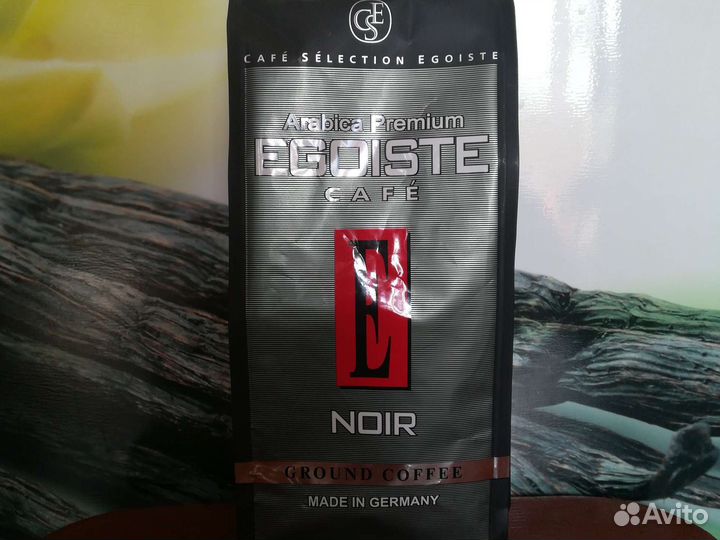 CSE
CAFÉ SÉLECTION EGOISTE
Arabica Premium
EGOISTE
CAFÉ
E
NOIR
GROUND COFFEE
MADE IN GERMANY
Avito